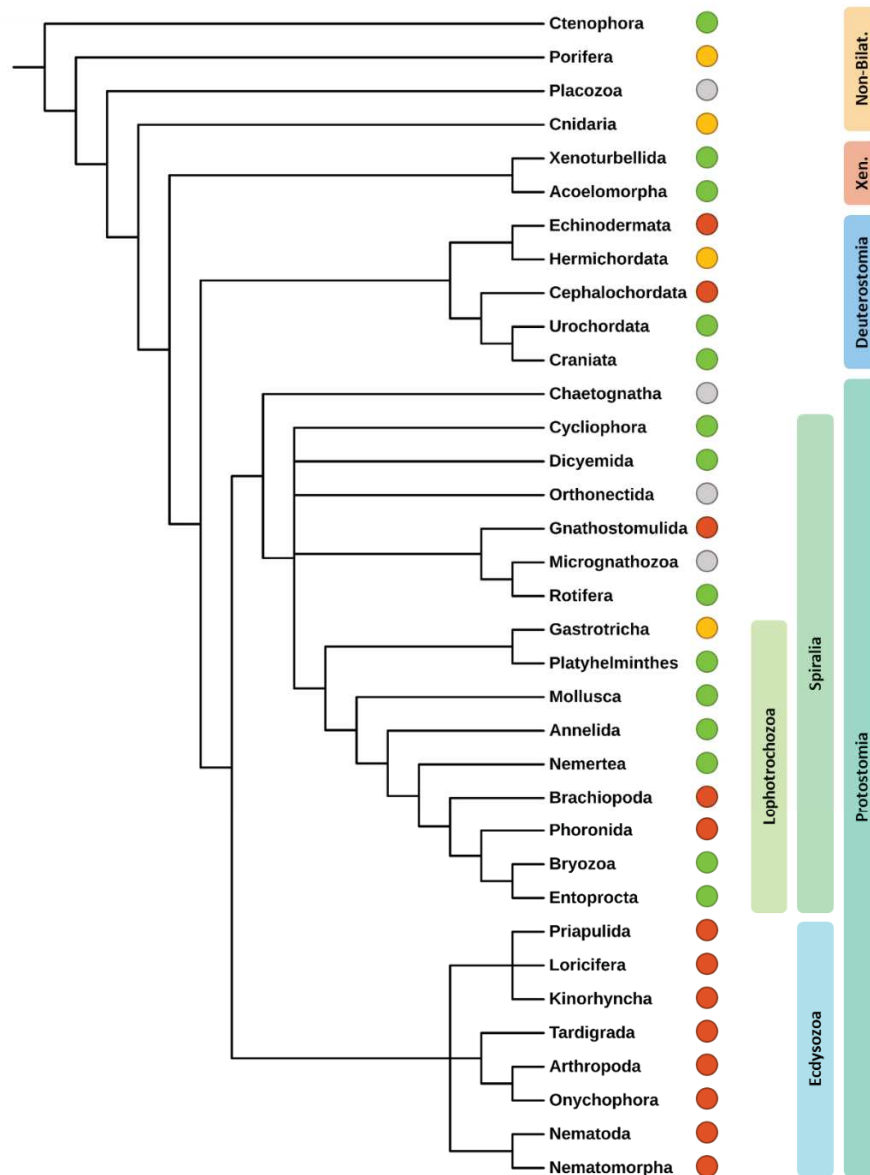 Ctenophora
Porifera
Placozoa
Cnidaria
Xenoturbellida
Acoelomorpha
Echinodermata
Hermichordata
Cephalochordata
Urochordata
Craniata
Chaetognatha
Cycliophora
Dicyemida
Orthonectida
Gnathostomulida
Micrognathozoa
Rotifera
Gastrotricha
Platyhelminthes
Mollusca
Annelida
Nemertea
Brachiopoda
Phoronida
Bryozoa
Entoprocta
Priapulida
Loricifera
Kinorhyncha
Tardigrada
Arthropoda
Onychophora
Nematoda
Nematomorpha
Non-Bilat.
Xen.
Deuterostomia
Protostomia
Spiralia
Lophotrochozoa
Ecdysozoa